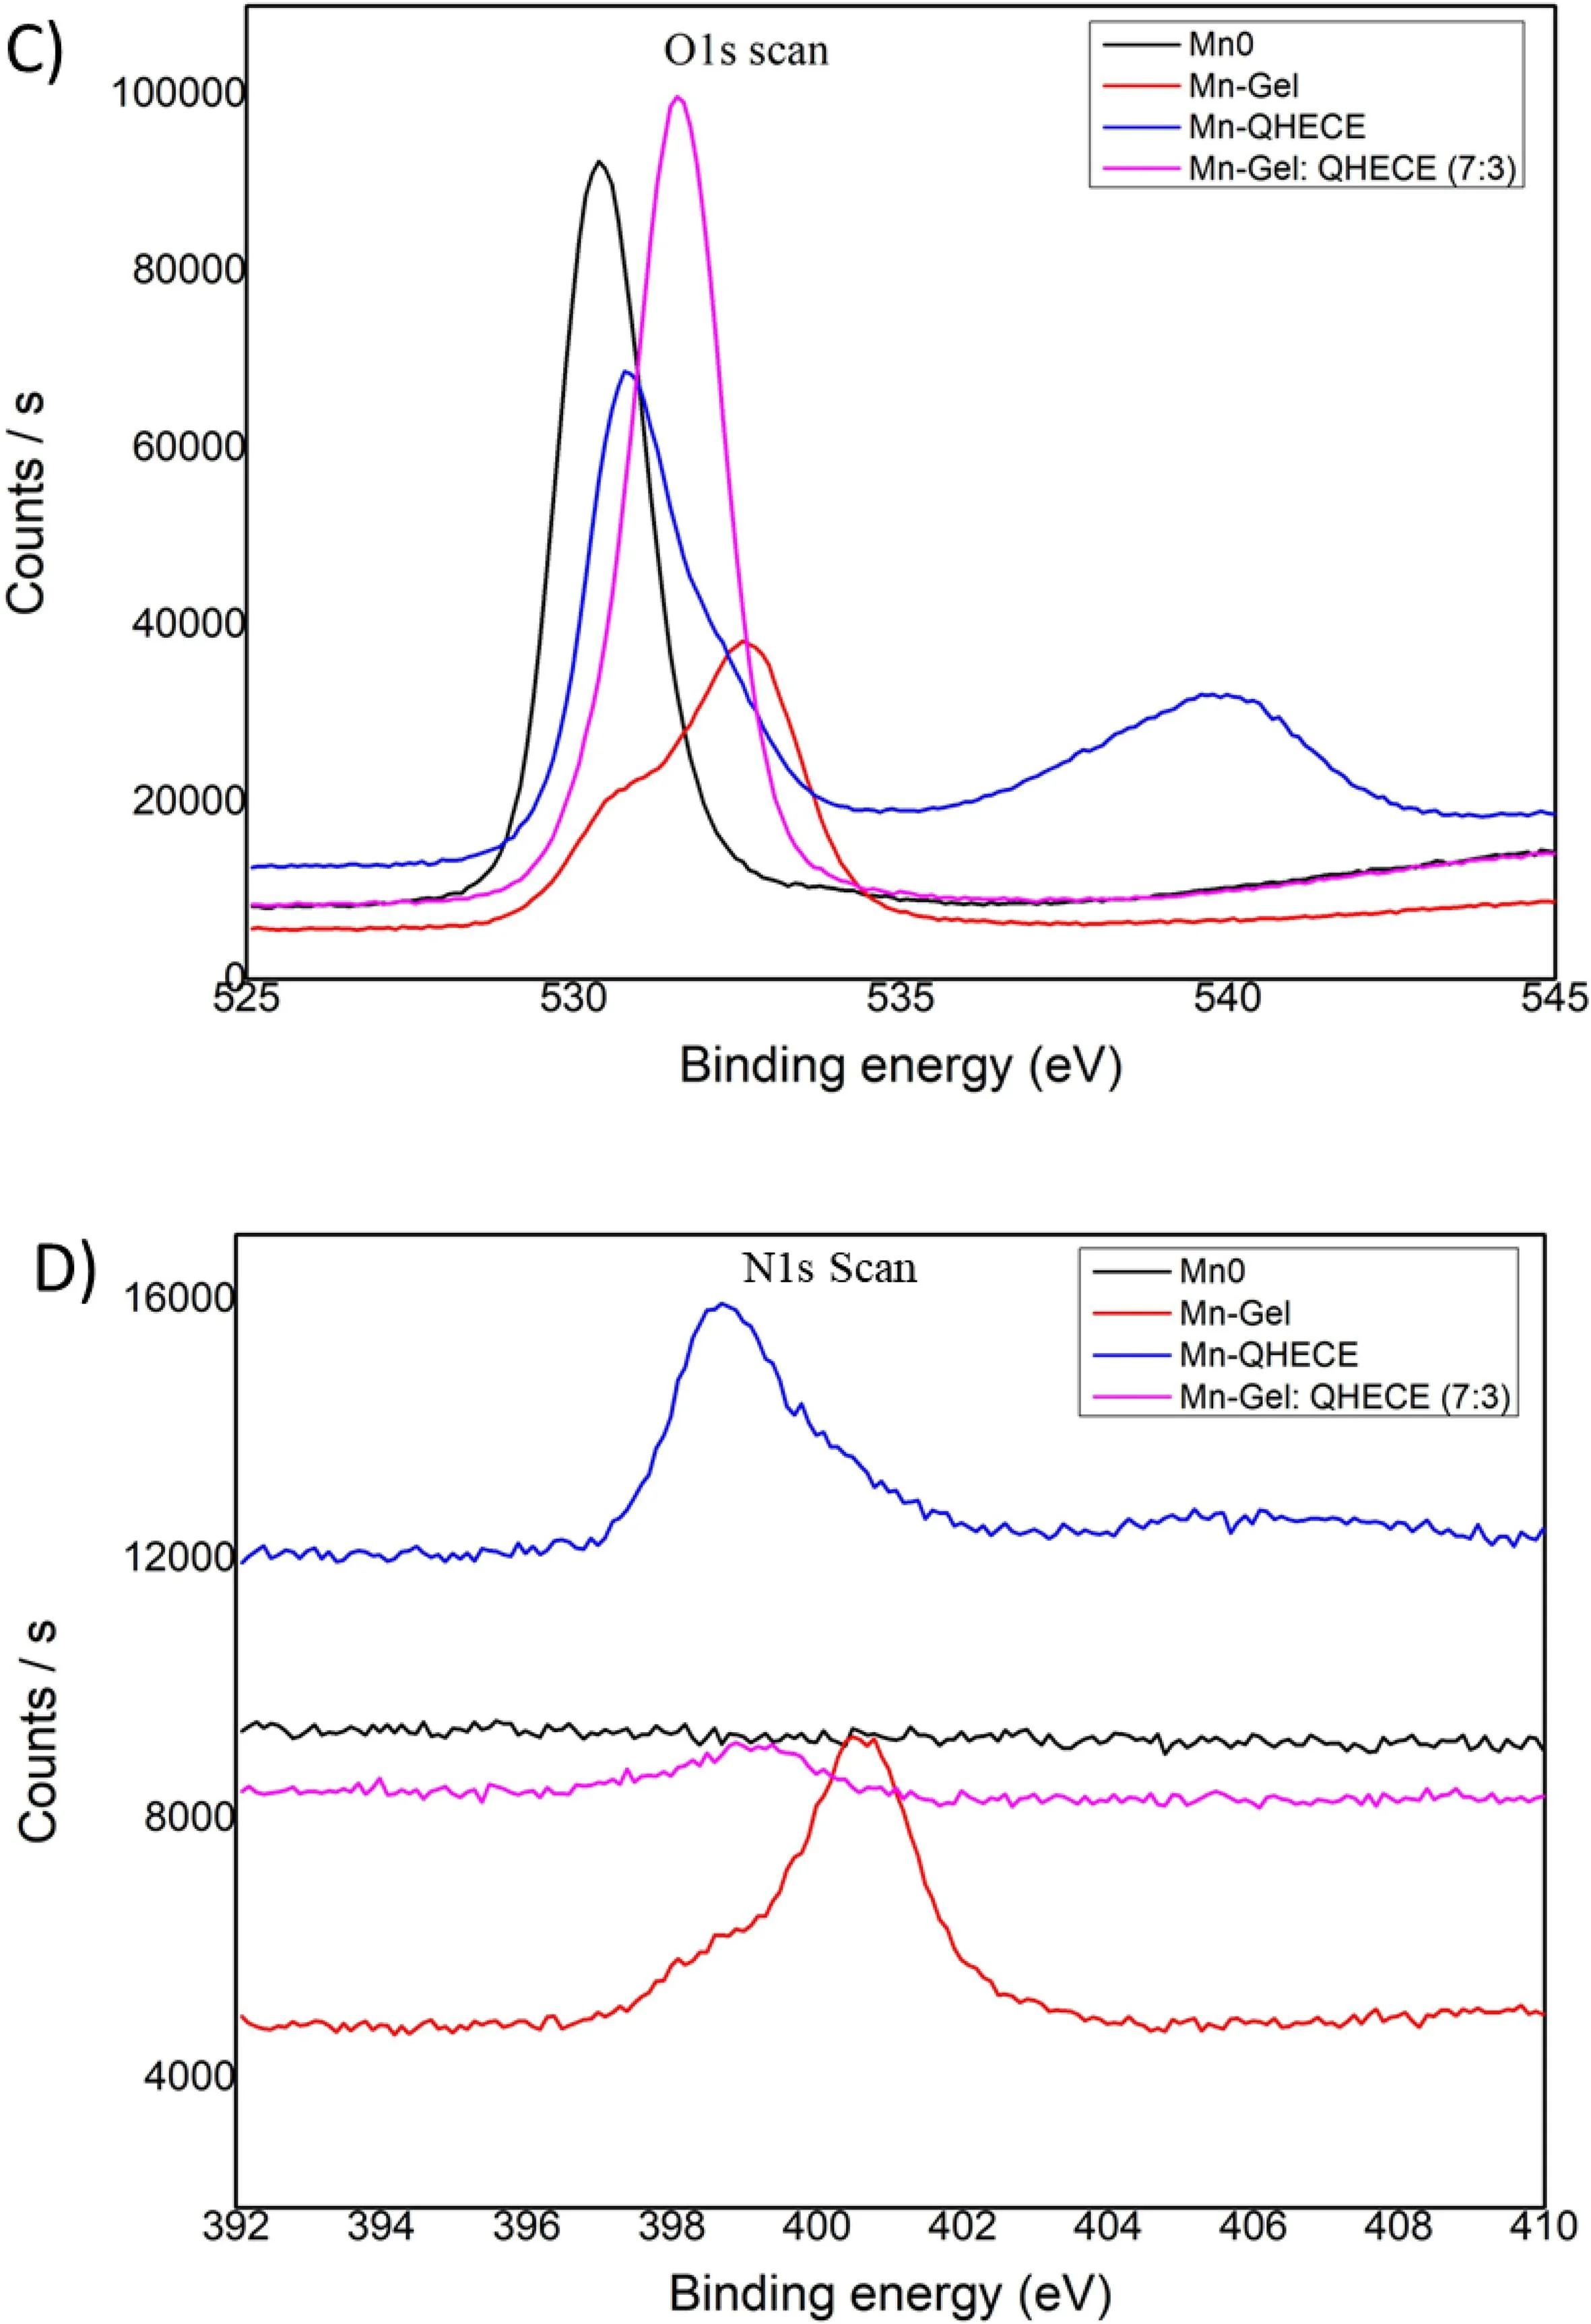 C)
O1s scan
Mn0
Mn-Gel
Mn-QHECE
Mn-Gel: QHECE (7:3)
100000
80000
60000
40000
20000
0
Counts / s
525 530 535 540 545
Binding energy (eV)
D)
N1s Scan
Mn0
Mn-Gel
Mn-QHECE
Mn-Gel: QHECE (7:3)
16000
12000
8000
4000
Counts / s
392 394 396 398 400 402 404 406 408 410
Binding energy (eV)